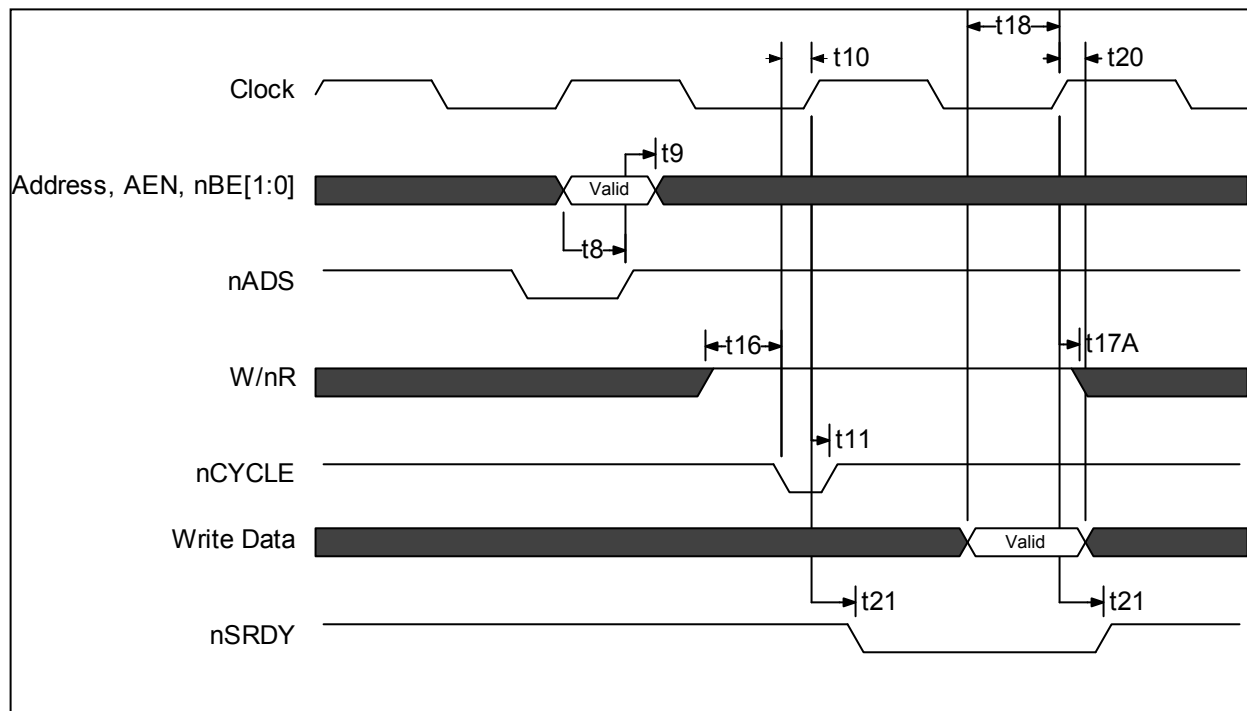 t18
t10
t20
Clock
t9
Address, AEN, nBE[1:0]
Valid
t8
nADS
t16
t17A
W/nR
t11
nCYCLE
Write Data
Valid
t21
t21
nSRDY